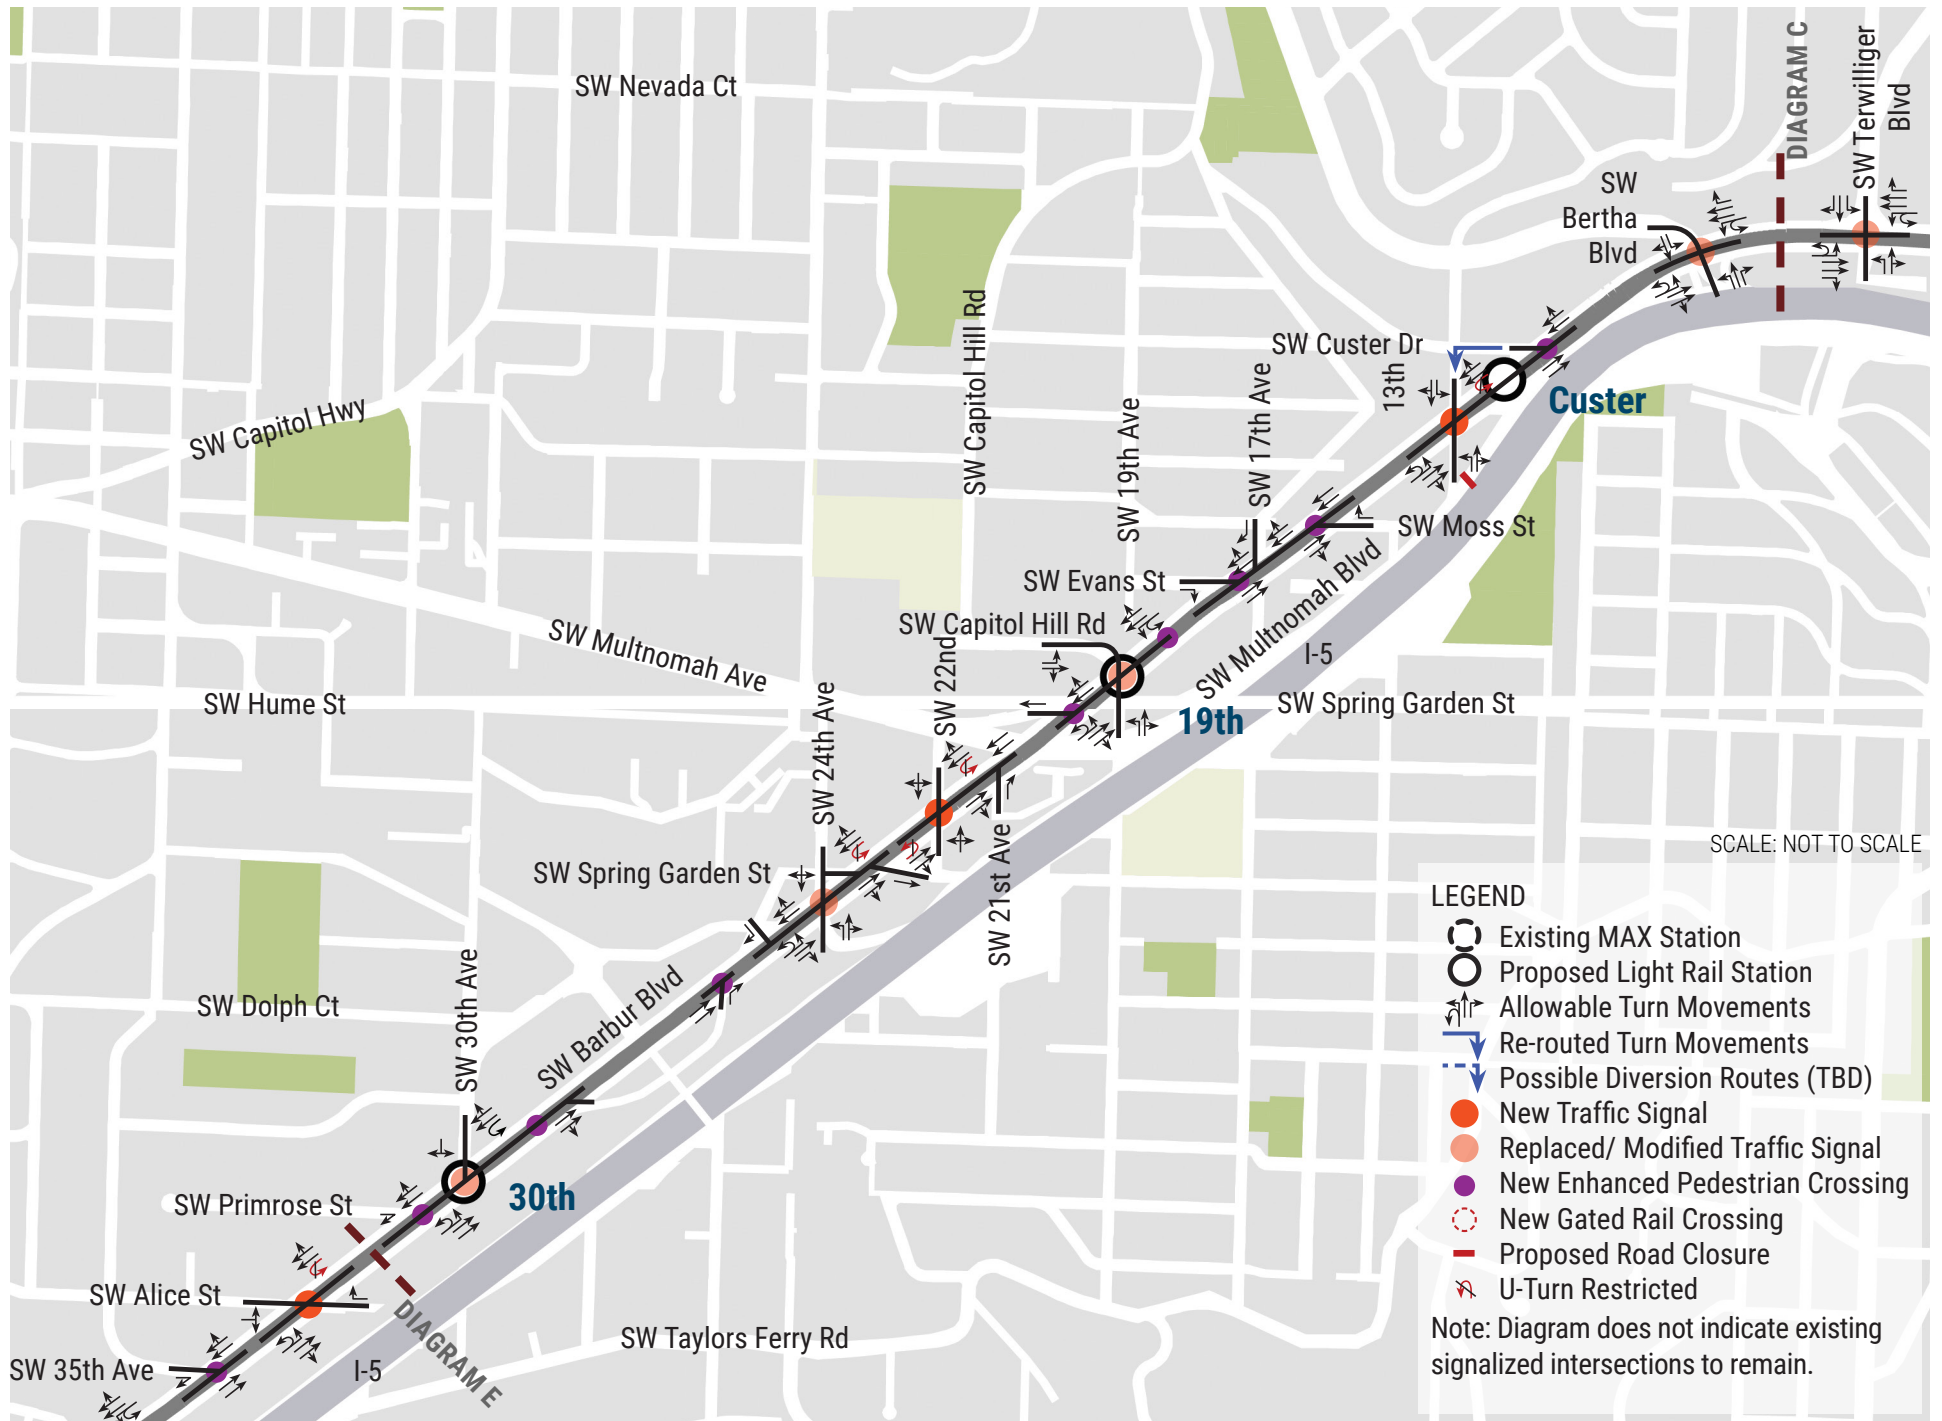 SW Nevada Ct
DIAGRAM C
SW Terwilliger
Blvd
SW
Bertha
Blvd
SW Capitol Hill Rd
SW Custer Dr
13th
Custer
SW 17th Ave
SW 19th Ave
SW Capitol Hwy
SW Moss St
SW Evans St
SW Multnomah Blvd
SW Capitol Hill Rd
SW Multnomah Ave
I-5
SW 22nd
SW Hume St
SW 24th Ave
19th
SW Spring Garden St
SW Spring Garden St
SW 21st Ave
SW Dolph Ct
SW 30th Ave
SW Barbur Blvd
SW Primrose St
30th
SW Alice St
DIAGRAM E
SW Taylors Ferry Rd
SW 35th Ave
I-5
SCALE: NOT TO SCALE
LEGEND
Existing MAX Station
Proposed Light Rail Station
Allowable Turn Movements
Re-routed Turn Movements
Possible Diversion Routes (TBD)
New Traffic Signal
Replaced/ Modified Traffic Signal
New Enhanced Pedestrian Crossing
New Gated Rail Crossing
Proposed Road Closure
U-Turn Restricted
Note: Diagram does not indicate existing
signalized intersections to remain.